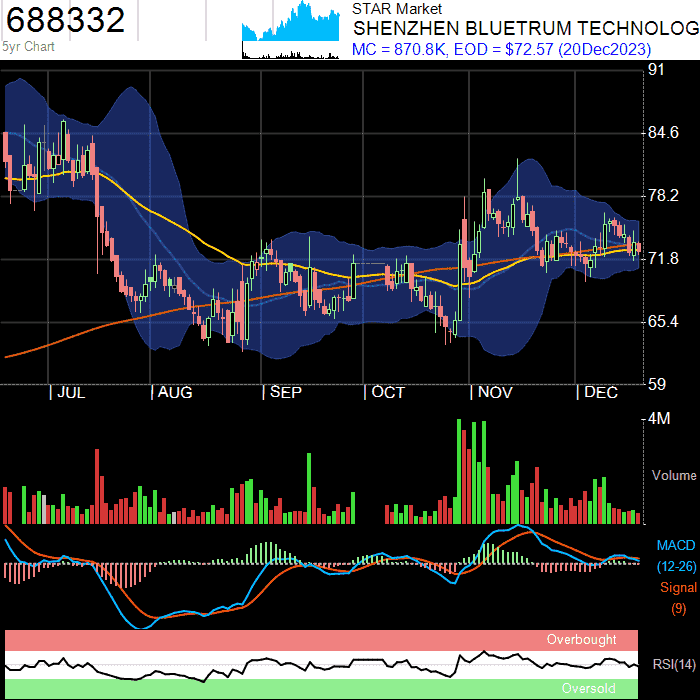 688332
5yr Chart
STAR Market
SHENZHEN BLUETRUM TECHNOLOG
MC = 870.8K, EOD = $72.57 (20Dec2023)
91
84.6
78.2
71.8
65.4
59
| JUL | AUG | SEP | OCT | NOV | DEC
4M
Volume
MACD
(12-26)
Signal
(9)
Overbought
RSI(14)
Oversold